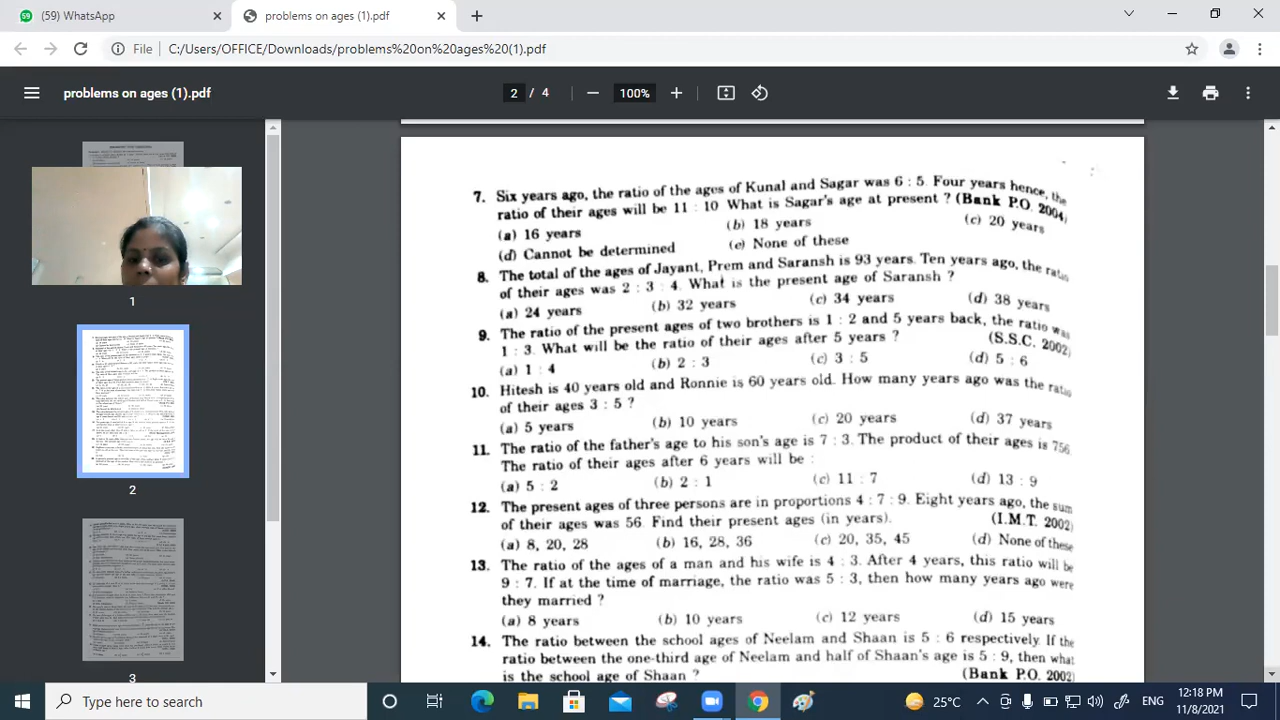 (59) WhatsApp
problems on ages (1).pdf
File
C:/Users/OFFICE/Downloads/problems%20on%20ages%20(1).pdf
problems on ages (1).pdf
2 / 4
100%
7. Six years ago, the ratio of the ages of Kunal and Sagar was 6 : 5. Four years hence, the
ratio of their ages will be 11 : 10 What is Sagar's age at present ? (Bank P.O. 2004)
(a) 16 years (b) 18 years (c) 20 years
(d) Cannot be determined (e) None of these
8. The total of the ages of Jayant, Prem and Saransh is 93 years. Ten years ago, the ratio
of their ages was 2 : 3 : 4. What is the present age of Saransh ?
(a) 24 years (b) 32 years (c) 34 years (d) 38 years
9. The ratio of the present ages of two brothers is 1 : 2 and 5 years back, the ratio was
1 : 3. What will be the ratio of their ages after 5 years ? (S.S.C. 2002)
(a) 1 : 4 (b) 2 : 3 (c) 3 : 5 (d) 5 : 6
10. Hitesh is 40 years old and Ronnie is 60 years old. How many years ago was the ratio
of their ages 3 : 5 ?
(a) 5 years (b) 10 years (c) 20 years (d) 37 years
11. The ratio of the father's age to his son's age is 7 : 3. The product of their ages is 756
The ratio of their ages after 6 years will be :
(a) 5 : 2 (b) 2 : 1 (c) 11 : 7 (d) 13 : 9
12. The present ages of three persons are in proportions 4 : 7 : 9. Eight years ago, the sum
of their ages was 56. Find their present ages (in years). (I.M.T. 2002)
(a) 8, 20, 28 (b) 16, 28, 36 (c) 20, 35, 45 (d) None of these
13. The ratio of the ages of a man and his wife is 4 : 3. After 4 years, this ratio will be
9 : 7. If at the time of marriage, the ratio was 5 : 3, then how many years ago were
they married ?
(a) 8 years (b) 10 years (c) 12 years (d) 15 years
14. The ratio between the school ages of Neelam and Shaan is 5 : 6 respectively. If the
ratio between the one-third age of Neelam and half of Shaan's age is 5 : 9, then what
is the school age of Shaan ? (Bank P.O. 2002)
1
2
3
Type here to search
25°C
ENG
12:18 PM
11/8/2021